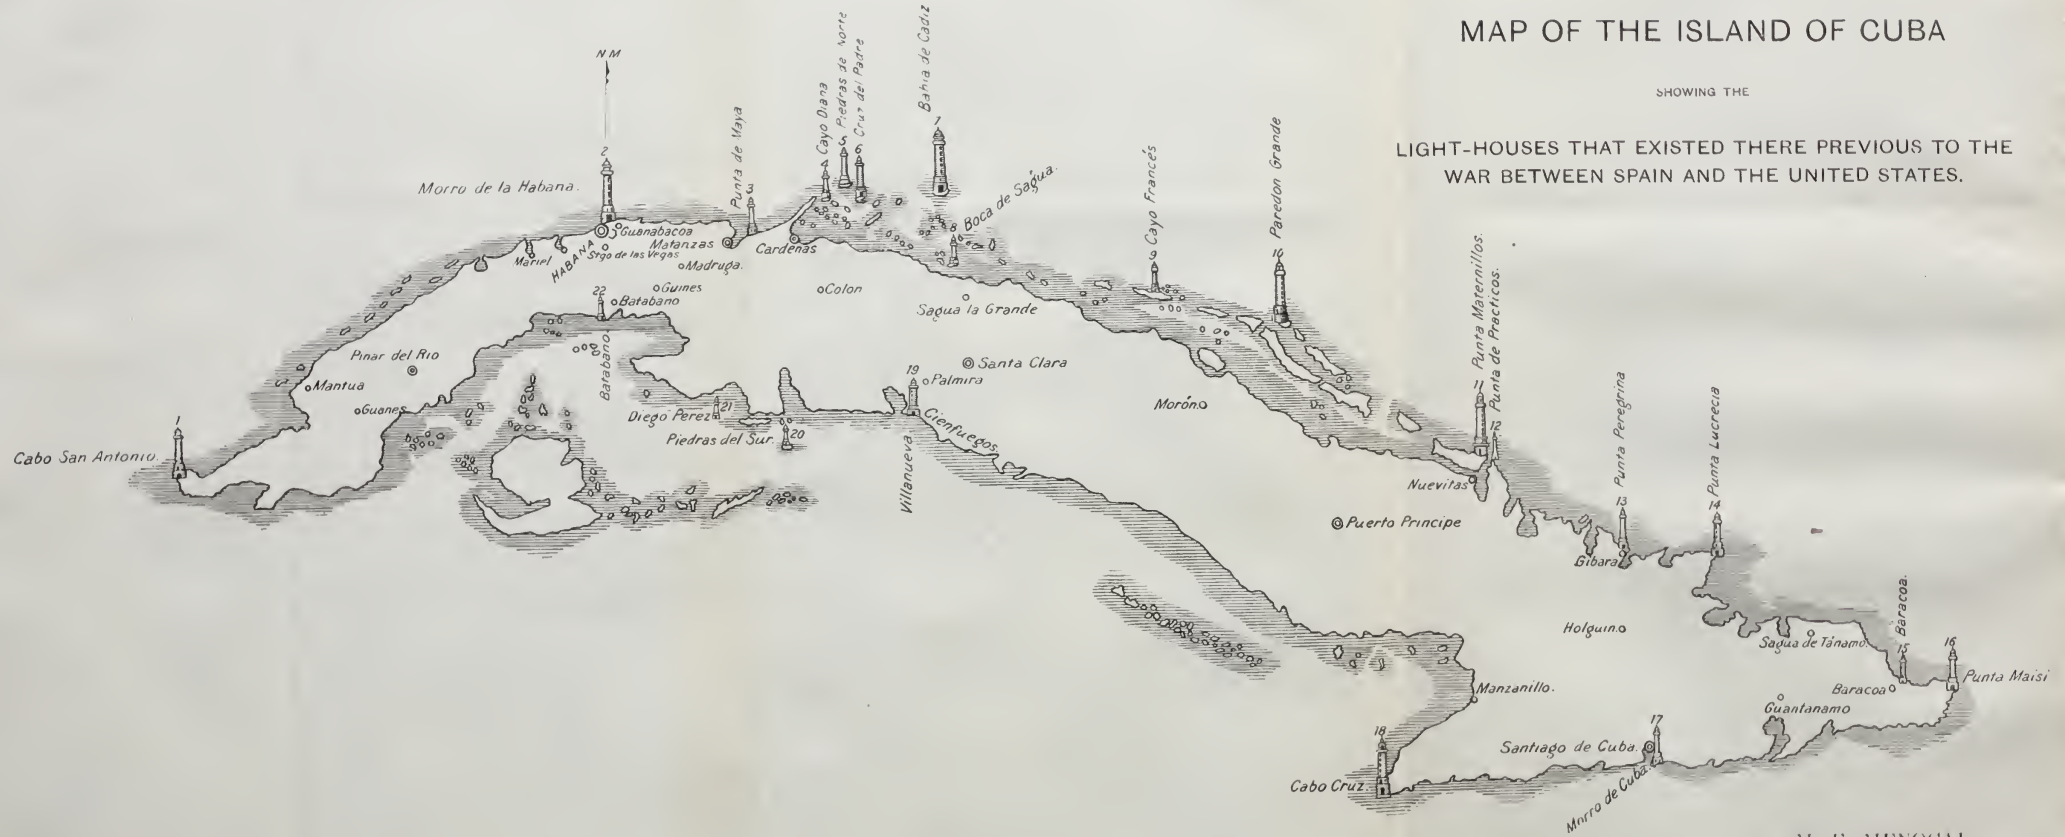 MAP OF THE ISLAND OF CUBA
SHOWING THE
LIGHT-HOUSES THAT EXISTED THERE PREVIOUS TO THE
WAR BETWEEN SPAIN AND THE UNITED STATES.
N M
1
Cabo San Antonio.
2
Morro de la Habana.
3
Punta de Maya
4
Cayo Diana
5
Piedras de Norte
6
Cruz del Padre
7
Bahia de Cadiz
8
Boca de Sagua.
9
Cayo Francés
10
Paredon Grande
11
Punta Maternillos.
12
Punta de Practicos.
13
Punta Peregrina
14
Punta Lucrecia
15
Baracoa.
16
Punta Maisi
17
Morro de Cuba.
18
Cabo Cruz.
19
Villanueva
20
Piedras del Sur.
21
Diego Perez
22
Batabano.
Guanabacoa
HABANA
Stgo de las Vegas
Mariel
Matanzas
Madruga.
Cardenas
Guines
Batabano
Colon
Pinar del Rio
Mantua
Guanes
Sagua la Grande
Santa Clara
Palmira
Cienfuegos
Morón
Nuevitas
Puerto Principe
Gibara
Holguin.
Sagua de Tánamo.
Baracoa
Guantanamo
Manzanillo.
Santiago de Cuba.
MENOCAL